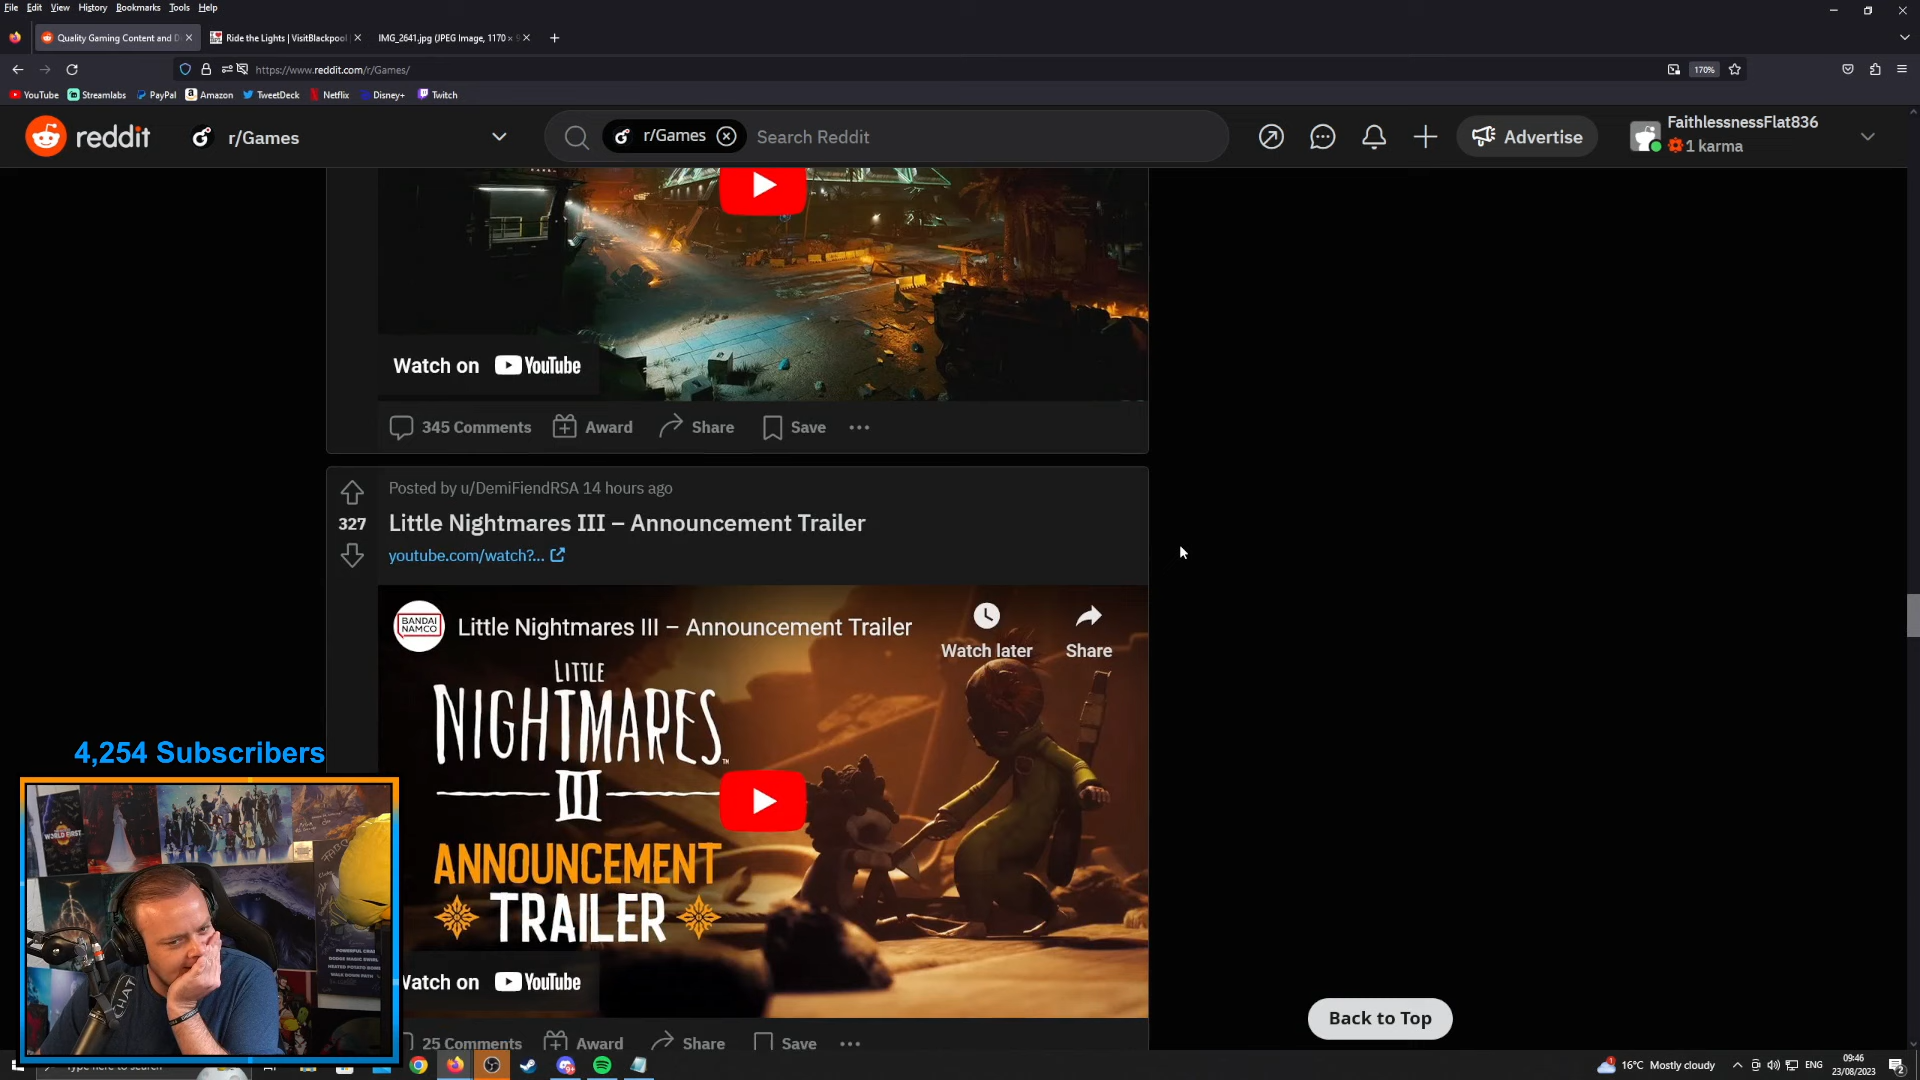 File Edit View History Bookmarks Tools Help
Quality Gaming Content and D
Ride the Lights | VisitBlackpool
IMG_2641.jpg (JPEG Image, 1170 ×
https://www.reddit.com/r/Games/
170%
YouTube Streamlabs PayPal Amazon TweetDeck Netflix Disney+ Twitch
reddit r/Games r/Games Search Reddit Advertise
FaithlessnessFlat836
1 karma
Watch on YouTube
345 Comments Award Share Save
Posted by u/DemiFiendRSA 14 hours ago
327
Little Nightmares III – Announcement Trailer
youtube.com/watch?...
BANDAI
NAMCO
Little Nightmares III – Announcement Trailer
Watch later Share
LITTLE
NIGHTMARES
III
ANNOUNCEMENT
TRAILER
Watch on YouTube
25 Comments Award Share Save
Back to Top
4,254 Subscribers
WORLD FIRST
CHAT
Type here to search
16°C Mostly cloudy
ENG
09:46
23/08/2023